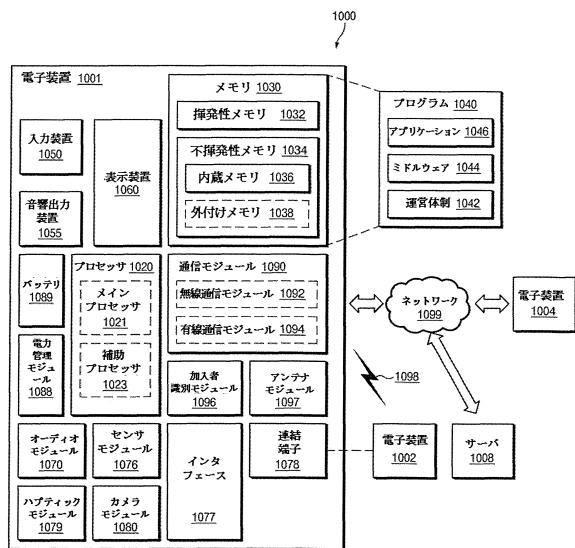 1000
電子装置 1001
メモリ 1030
揮発性メモリ 1032
不揮発性メモリ 1034
内蔵メモリ 1036
外付けメモリ 1038
入力装置
1050
表示装置
1060
音響出力
装置
1055
プログラム 1040
アプリケーション 1046
ミドルウェア 1044
運営体制 1042
バッテリ
1089
プロセッサ 1020
メイン
プロセッサ
1021
補助
プロセッサ
1023
通信モジュール 1090
無線通信モジュール 1092
有線通信モジュール 1094
電力
管理モ
ジュール
1088
加入者
識別モジュール
1096
アンテナモ
ジュール
1097
ネットワーク
1099
電子装置
1004
1098
オーディオモ
ジュール
1070
センサ
モジュール
1076
インタ
フェース
1077
連結
端子
1078
電子装置
1002
サーバ
1008
ハプティック
モジュール
1079
カメラ
モジュール
1080